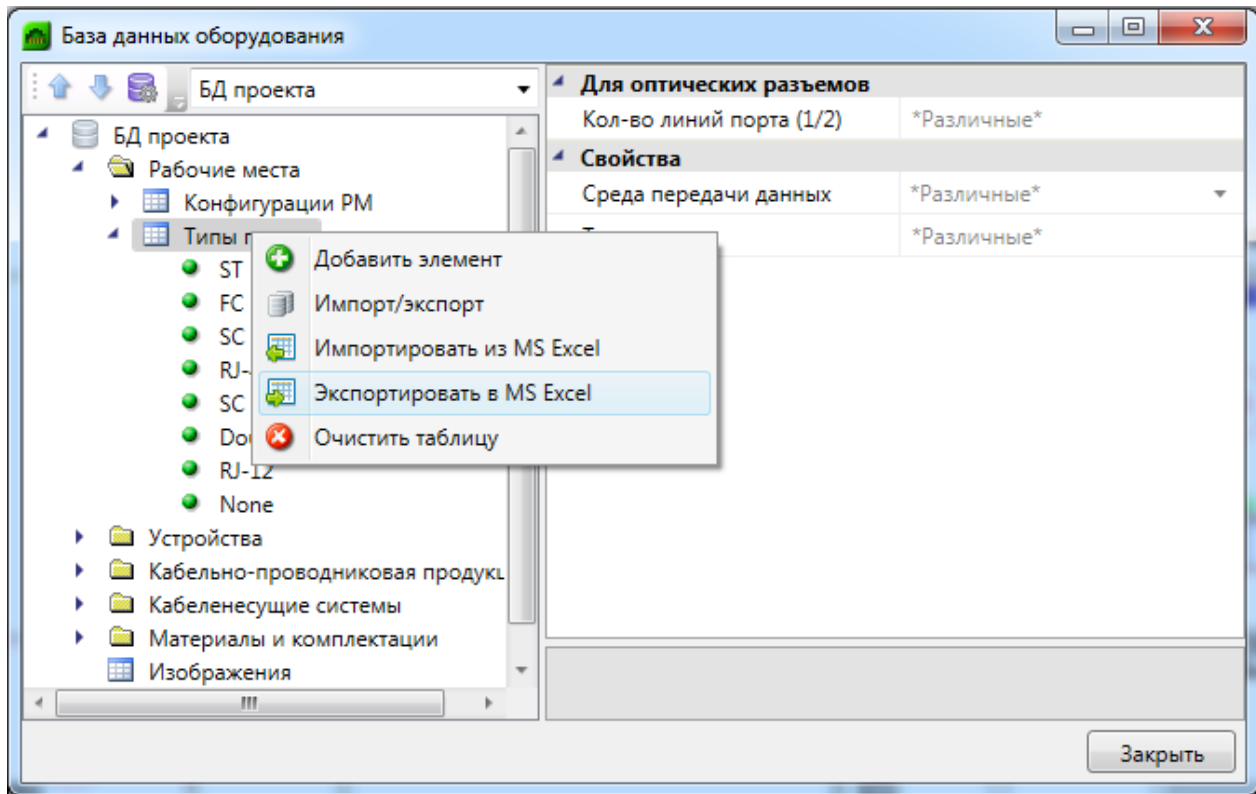 База данных оборудования
БД проекта
БД проекта
Рабочие места
Конфигурации РМ
Типы
ST
FC
SC
RJ-
SC
RJ-12
None
Устройства
Кабельно-проводниковая
Кабеленесущие системы
Материалы и комплектации
Изображения
Добавить элемент
Импорт/экспорт
Импортировать из MS Excel
Экспортировать в MS Excel
Очистить таблицу
Для оптических разъемов
Кол-во линий порта (1/2) *Различные*
Свойства
Среда передачи данных *Различные*
*Различные*
Закрыть